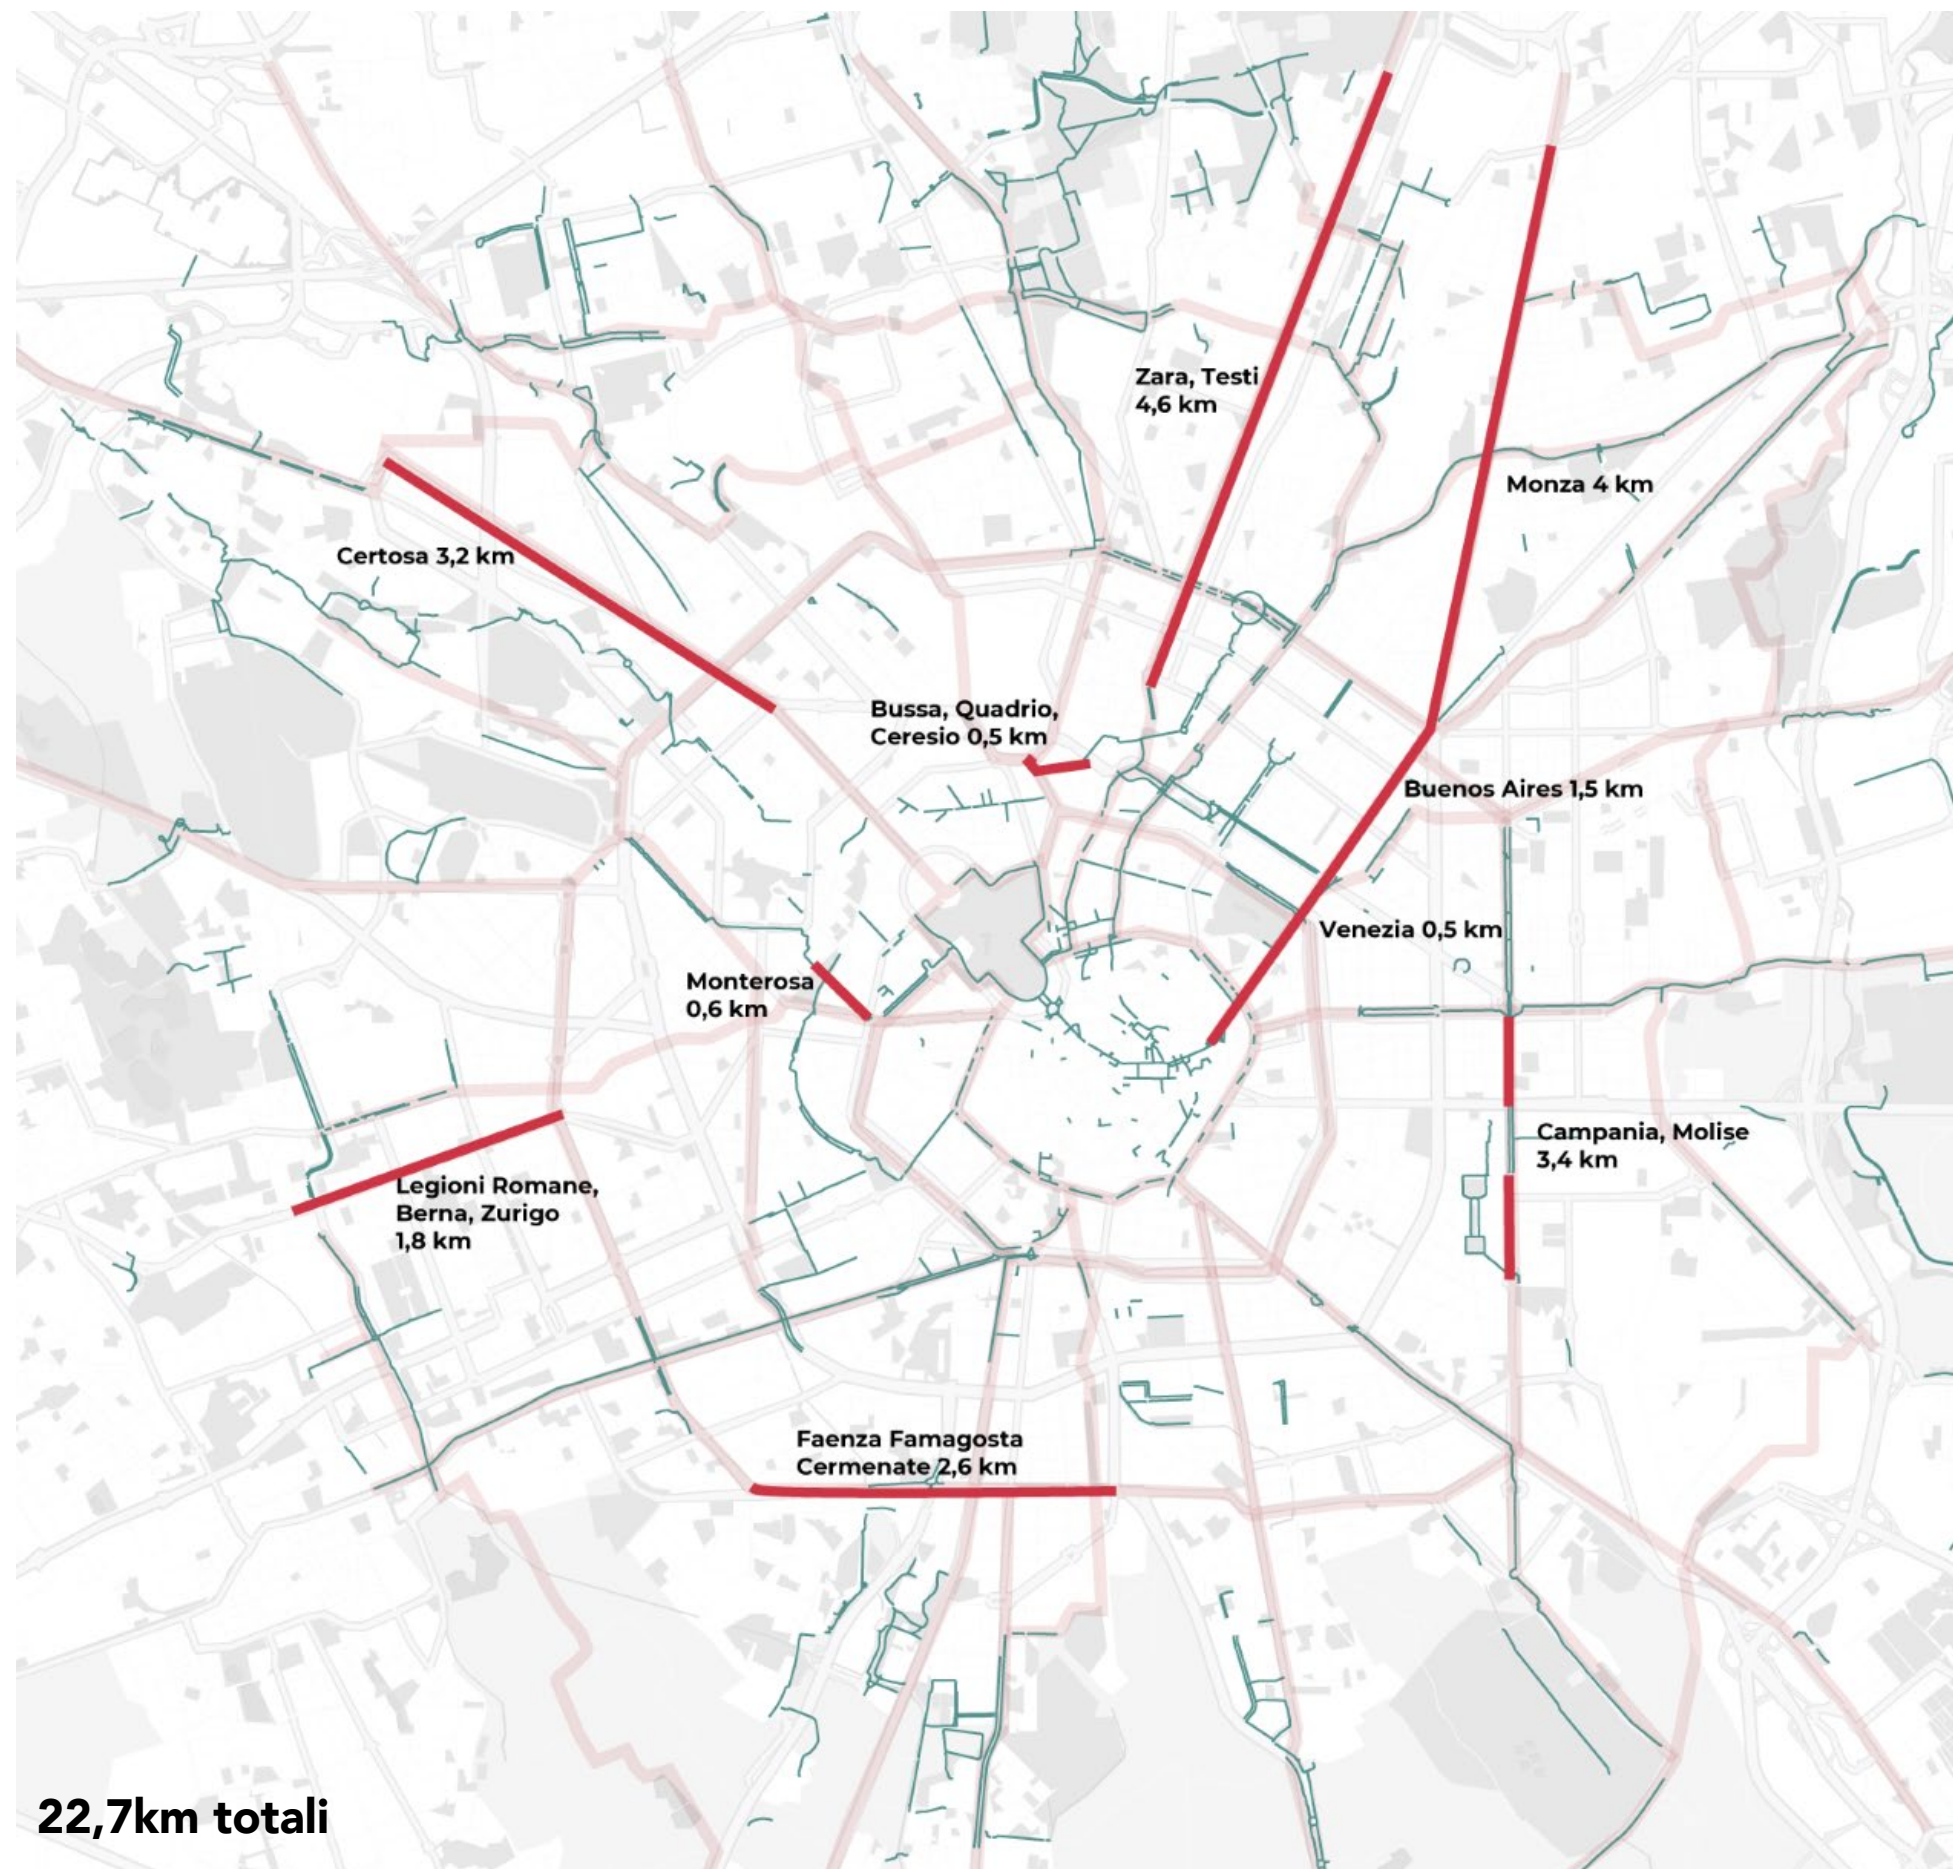 Zara, Testi
4,6 km
Monza 4 km
Certosa 3,2 km
Bussa, Quadrio,
Ceresio 0,5 km
Buenos Aires 1,5 km
Venezia 0,5 km
Monterosa
0,6 km
Campania, Molise
3,4 km
Legioni Romane,
Berna, Zurigo
1,8 km
Faenza Famagosta
Cermenate 2,6 km
22,7km totali